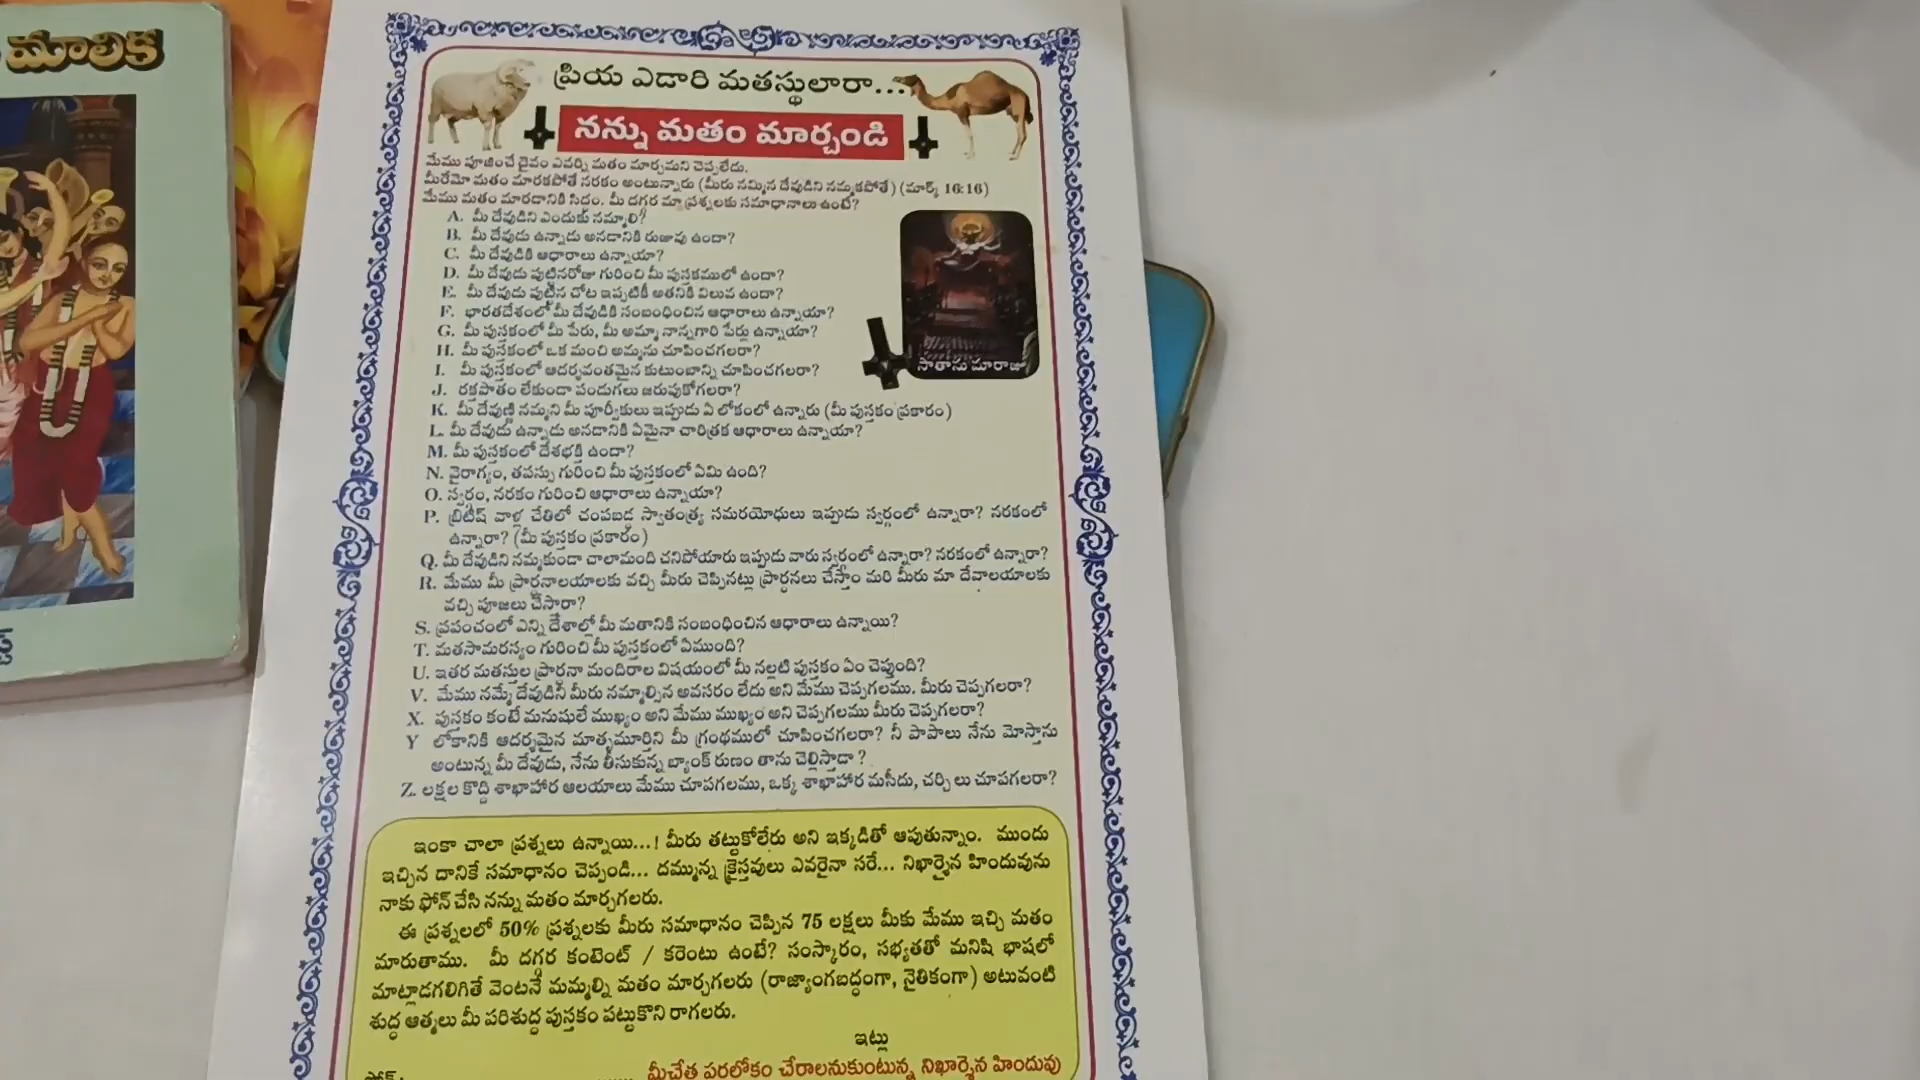 మాలిక
ప్రియ ఎడారి మతస్థులారా...
నన్ను మతం మార్చండి
మేము పూజించే దైవం ఎవర్ని మతం మార్చమని చెప్పలేదు.
మీరేమో మతం మారకపోతే నరకం అంటున్నారు (మీరు నమ్మిన దేవుడిని నమ్మకపోతే) (మార్క్ 16:16)
మేము మతం మారడానికి సిద్ధం. మీ దగ్గర మా ప్రశ్నలకు సమాధానాలు ఉంటే?
A. మీ దేవుడిని ఎందుకు నమ్మాలి?
B. మీ దేవుడు ఉన్నాడు అనడానికి రుజువు ఉందా?
C. మీ దేవుడికి ఆధారాలు ఉన్నాయా?
D. మీ దేవుడు పుట్టినరోజు గురించి మీ పుస్తకములో ఉందా?
E. మీ దేవుడు పుట్టిన చోట ఇప్పటికీ అతనికి విలువ ఉందా?
F. భారతదేశంలో మీ దేవుడికి సంబంధించిన ఆధారాలు ఉన్నాయా?
G. మీ పుస్తకంలో మీ పేరు, మీ అమ్మా నాన్నగారి పేర్లు ఉన్నాయా?
H. మీ పుస్తకంలో ఒక మంచి అమ్మను చూపించగలరా?
I. మీ పుస్తకంలో ఆదర్శవంతమైన కుటుంబాన్ని చూపించగలరా?
సాతాను మారాజు
J. రక్తపాతం లేకుండా పండుగలు జరుపుకోగలరా?
K. మీ దేవుణ్ణి నమ్మని మీ పూర్వీకులు ఇప్పుడు ఏ లోకంలో ఉన్నారు (మీ పుస్తకం ప్రకారం)
L. మీ దేవుడు ఉన్నాడు అనడానికి ఏమైనా చారిత్రక ఆధారాలు ఉన్నాయా?
M. మీ పుస్తకంలో దేశభక్తి ఉందా?
N. వైరాగ్యం, తపస్సు గురించి మీ పుస్తకంలో ఏమి ఉంది?
O. స్వర్గం, నరకం గురించి ఆధారాలు ఉన్నాయా?
P. బ్రిటిష్ వాళ్ల చేతిలో చంపబడ్డ స్వాతంత్ర్య సమరయోధులు ఇప్పుడు స్వర్గంలో ఉన్నారా? నరకంలో
ఉన్నారా? (మీ పుస్తకం ప్రకారం)
Q. మీ దేవుడిని నమ్మకుండా చాలామంది చనిపోయారు ఇప్పుడు వారు స్వర్గంలో ఉన్నారా? నరకంలో ఉన్నారా?
R. మేము మీ ప్రార్థనాలయాలకు వచ్చి మీరు చెప్పినట్లు ప్రార్థనలు చేస్తాం మరి మీరు మా దేవాలయాలకు
వచ్చి పూజలు చేస్తారా?
S. ప్రపంచంలో ఎన్ని దేశాల్లో మీ మతానికి సంబంధించిన ఆధారాలు ఉన్నాయి?
T. మతసామరస్యం గురించి మీ పుస్తకంలో ఏముంది?
U. ఇతర మతస్తుల ప్రార్థనా మందిరాల విషయంలో మీ నల్లటి పుస్తకం ఏం చెప్తుంది?
V. మేము నమ్మే దేవుడిని మీరు నమ్మాల్సిన అవసరం లేదు అని మేము చెప్పగలము. మీరు చెప్పగలరా?
X. పుస్తకం కంటే మనుషులే ముఖ్యం అని మేము ముఖ్యం అని చెప్పగలము మీరు చెప్పగలరా?
Y లోకానికి ఆదర్శమైన మాతృమూర్తిని మీ గ్రంథములో చూపించగలరా? నీ పాపాలు నేను మోస్తాను
అంటున్న మీ దేవుడు, నేను తీసుకున్న బ్యాంక్ రుణం తాను చెల్లిస్తాడా ?
Z. లక్షల కొద్ది శాఖాహార ఆలయాలు మేము చూపగలము, ఒక్క శాఖాహార మసీదు, చర్చి లు చూపగలరా?
ఇంకా చాలా ప్రశ్నలు ఉన్నాయి...! మీరు తట్టుకోలేరు అని ఇక్కడితో ఆపుతున్నాం. ముందు
ఇచ్చిన దానికే సమాధానం చెప్పండి... దమ్మున్న క్రైస్తవులు ఎవరైనా సరే... నిఖార్సైన హిందువును
నాకు ఫోన్ చేసి నన్ను మతం మార్చగలరు.
ఈ ప్రశ్నలలో 50% ప్రశ్నలకు మీరు సమాధానం చెప్పిన 75 లక్షలు మీకు మేము ఇచ్చి మతం
మారుతాము. మీ దగ్గర కంటెంట్ / కరెంటు ఉంటే? సంస్కారం, సభ్యతతో మనిషి భాషలో
మాట్లాడగలిగితే వెంటనే మమ్మల్ని మతం మార్చగలరు (రాజ్యాంగబద్ధంగా, నైతికంగా) అటువంటి
శుద్ధ ఆత్మలు మీ పరిశుద్ధ పుస్తకం పట్టుకొని రాగలరు.
ఇట్లు
మీచేత పరలోకం చేరాలనుకుంటున్న నిఖార్సైన హిందువు